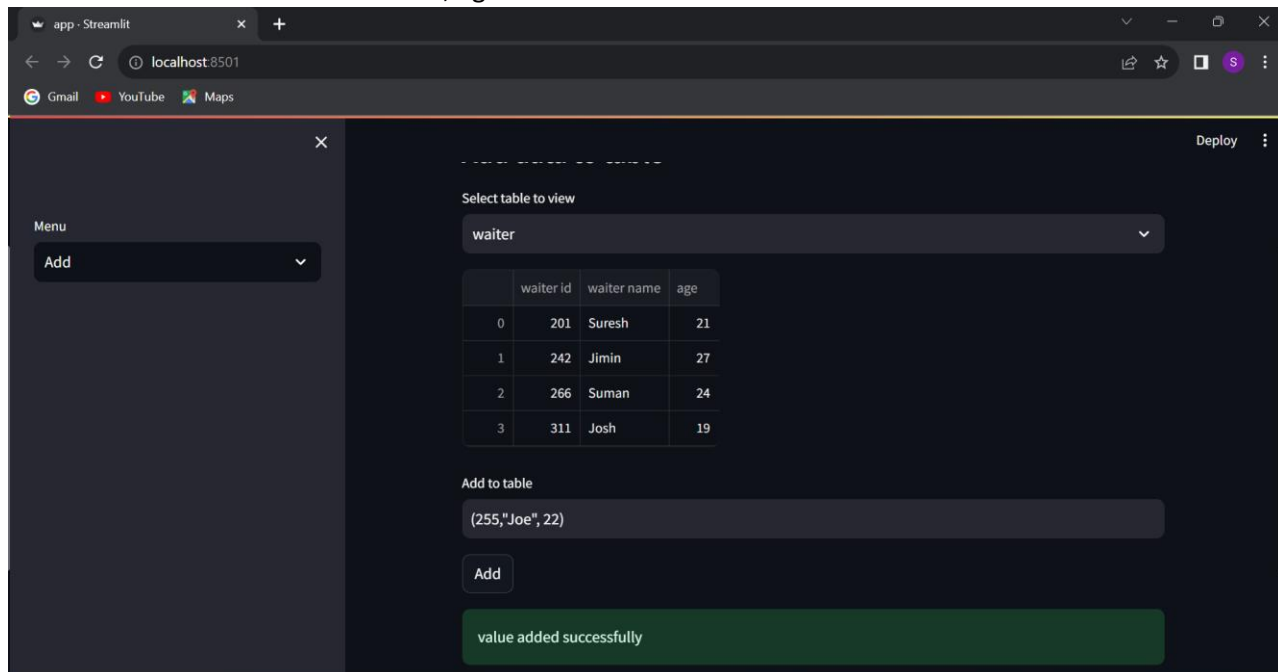 app · Streamlit
localhost:8501
S
Gmail YouTube Maps
Deploy
Select table to view
Menu
waiter
Add
waiter id waiter name age
0 201 Suresh 21
1 242 Jimin 27
2 266 Suman 24
3 311 Josh 19
Add to table
(255,"Joe", 22)
Add
value added successfully